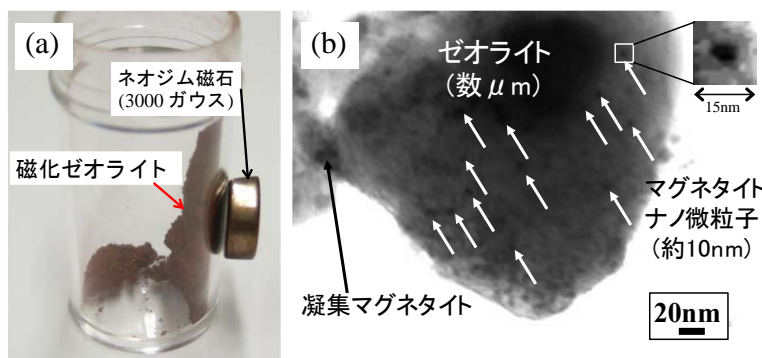 (a)
ネオジム磁石
(3000 ガウス)
磁化ゼオライト
(b)
ゼオライト
(数μm)
15nm
マグネタイト
ナノ微粒子
(約10nm)
凝集マグネタイト
20nm